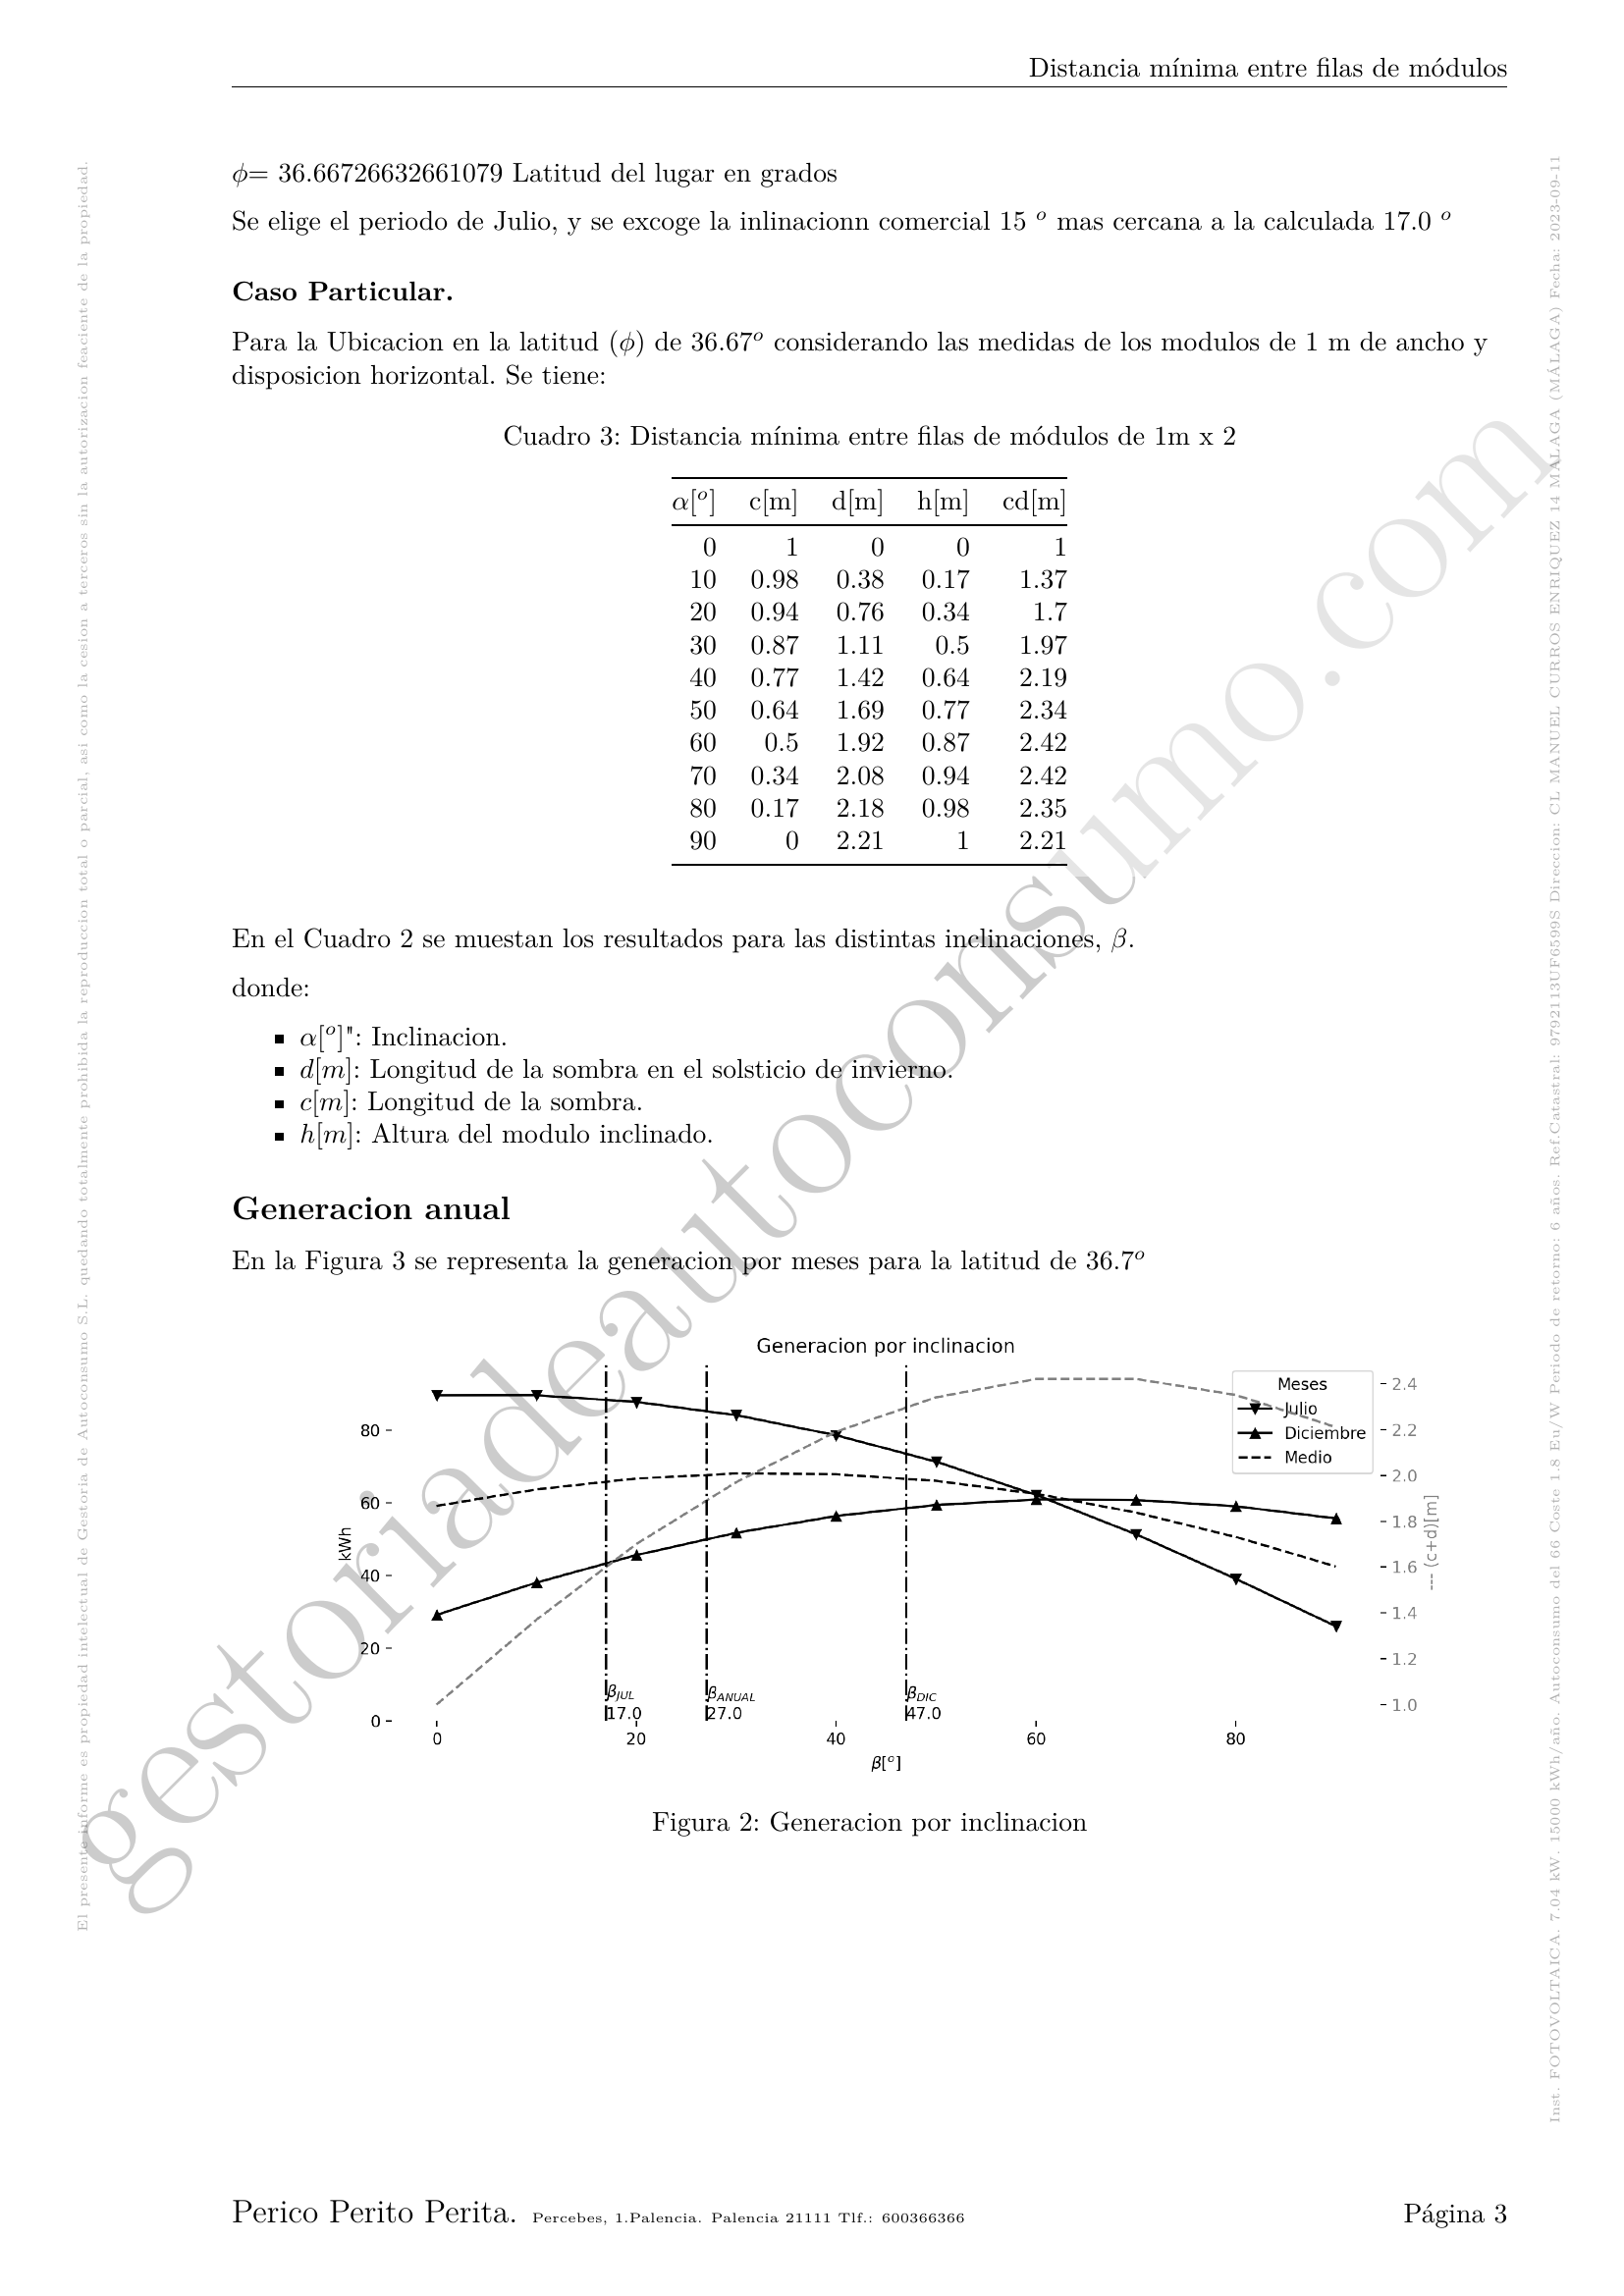 Distancia mínima entre filas de módulos
ϕ= 36.66726632661079 Latitud del lugar en grados
Se elige el periodo de Julio, y se excoge la inlinacionn comercial 15 º mas cercana a la calculada 17.0 º
Caso Particular.
Para la Ubicacion en la latitud (ϕ) de 36.67º considerando las medidas de los modulos de 1 m de ancho y
disposicion horizontal. Se tiene:
Cuadro 3: Distancia mínima entre filas de módulos de 1m x 2
α[º] c[m] d[m] h[m] cd[m]
0 1 0 0 1
10 0.98 0.38 0.17 1.37
20 0.94 0.76 0.34 1.7
30 0.87 1.11 0.5 1.97
40 0.77 1.42 0.64 2.19
50 0.64 1.69 0.77 2.34
60 0.5 1.92 0.87 2.42
70 0.34 2.08 0.94 2.42
80 0.17 2.18 0.98 2.35
90 0 2.21 1 2.21
En el Cuadro 2 se muestan los resultados para las distintas inclinaciones, β.
donde:
▪ α[º]": Inclinacion.
▪ d[m]: Longitud de la sombra en el solsticio de invierno.
▪ c[m]: Longitud de la sombra.
▪ h[m]: Altura del modulo inclinado.
Generacion anual
En la Figura 3 se representa la generacion por meses para la latitud de 36.7º
Generacion por inclinacion
Meses
Julio
Diciembre
Medio
kWh
80
60
40
20
0
2.4
2.2
2.0
1.8
1.6
1.4
1.2
1.0
--- (c+d)[m]
βJUL
17.0
βANUAL
27.0
βDIC
47.0
0 20 40 60 80
β[º]
Figura 2: Generacion por inclinacion
Perico Perito Perita. Percebes, 1.Palencia. Palencia 21111 Tlf.: 600366366
Página 3
El presente informe es propiedad intelectual de Gestoria de Autoconsumo S.L. quedando totalmente prohibida la reproduccion total o parcial, asi como la cesion a terceros sin la autorizacion feaciente de la propiedad.
Inst. FOTOVOLTAICA. 7.04 kW. 15000 kWh/año. Autoconsumo del 66 Coste 1.8 Eu/W Periodo de retorno: 6 años. Ref.Catastral: 9792113UF6599S Direccion: CL MANUEL CURROS ENRIQUEZ 14 MALAGA (MÁLAGA) Fecha: 2023-09-11
gestoriadeautoconsumo.com